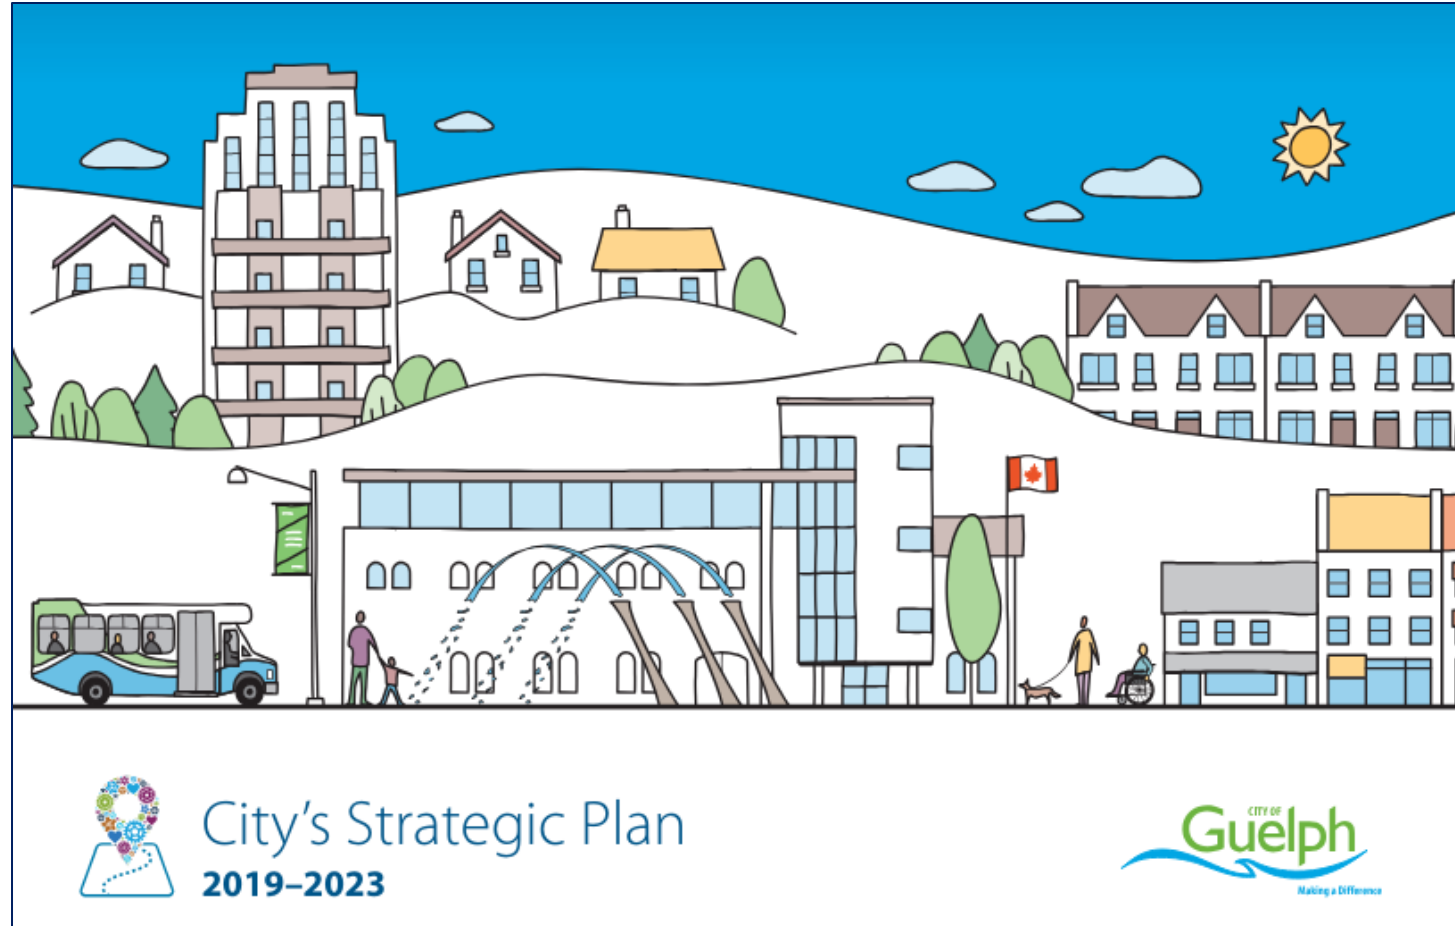 City's Strategic Plan
2019–2023
CITY OF
Guelph
Making a Difference